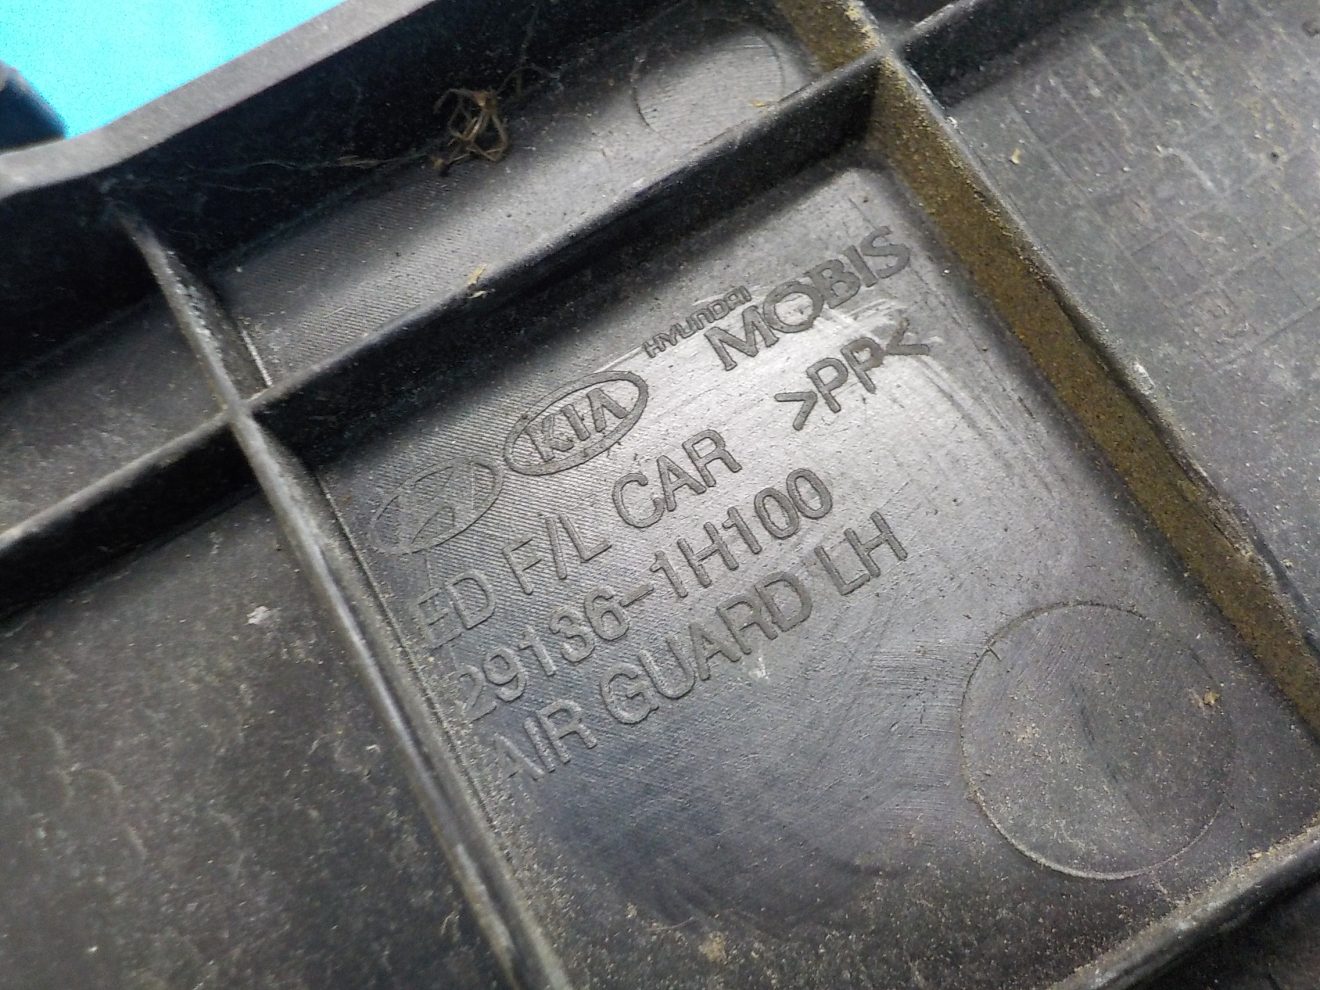 KIA HYUNDAI MOBIS
ED F/L CAR >PP<
29136-1H100
AIR GUARD LH